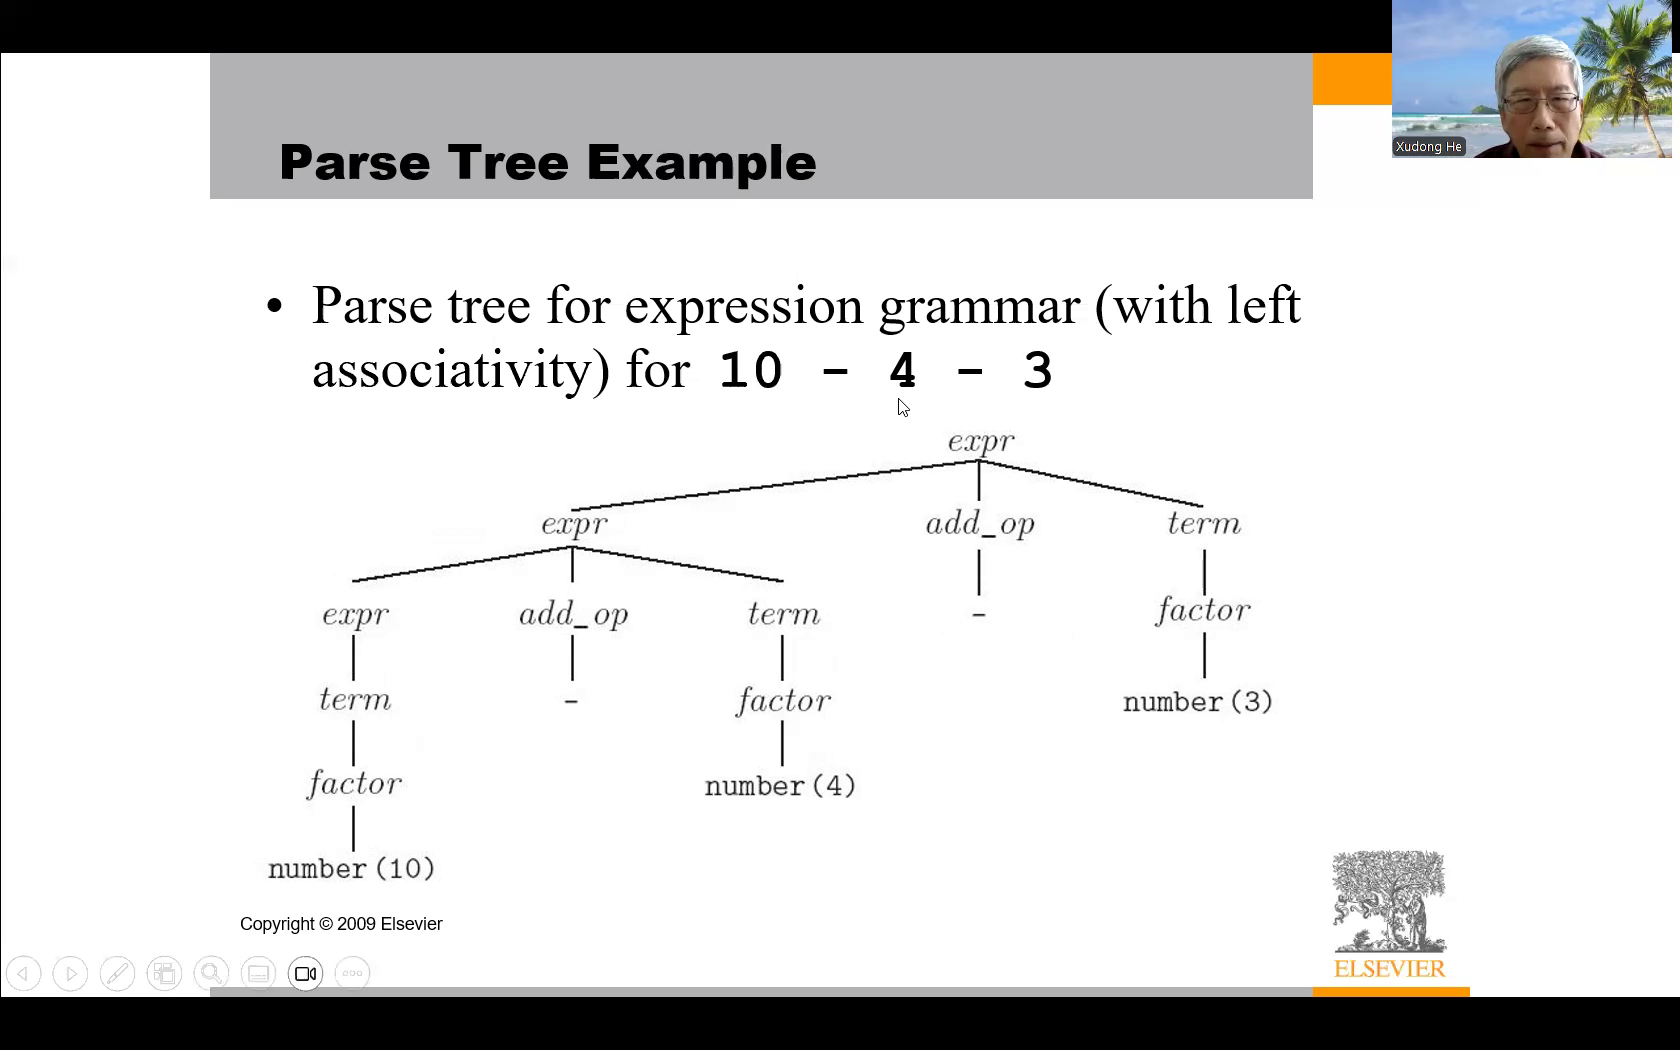 Xudong He
Parse Tree Example
• Parse tree for expression grammar (with left
associativity) for 10 - 4 - 3
expr
expr add_op term
expr add_op term - factor
term - factor number(3)
factor number(4)
number(10)
Copyright © 2009 Elsevier
ELSEVIER